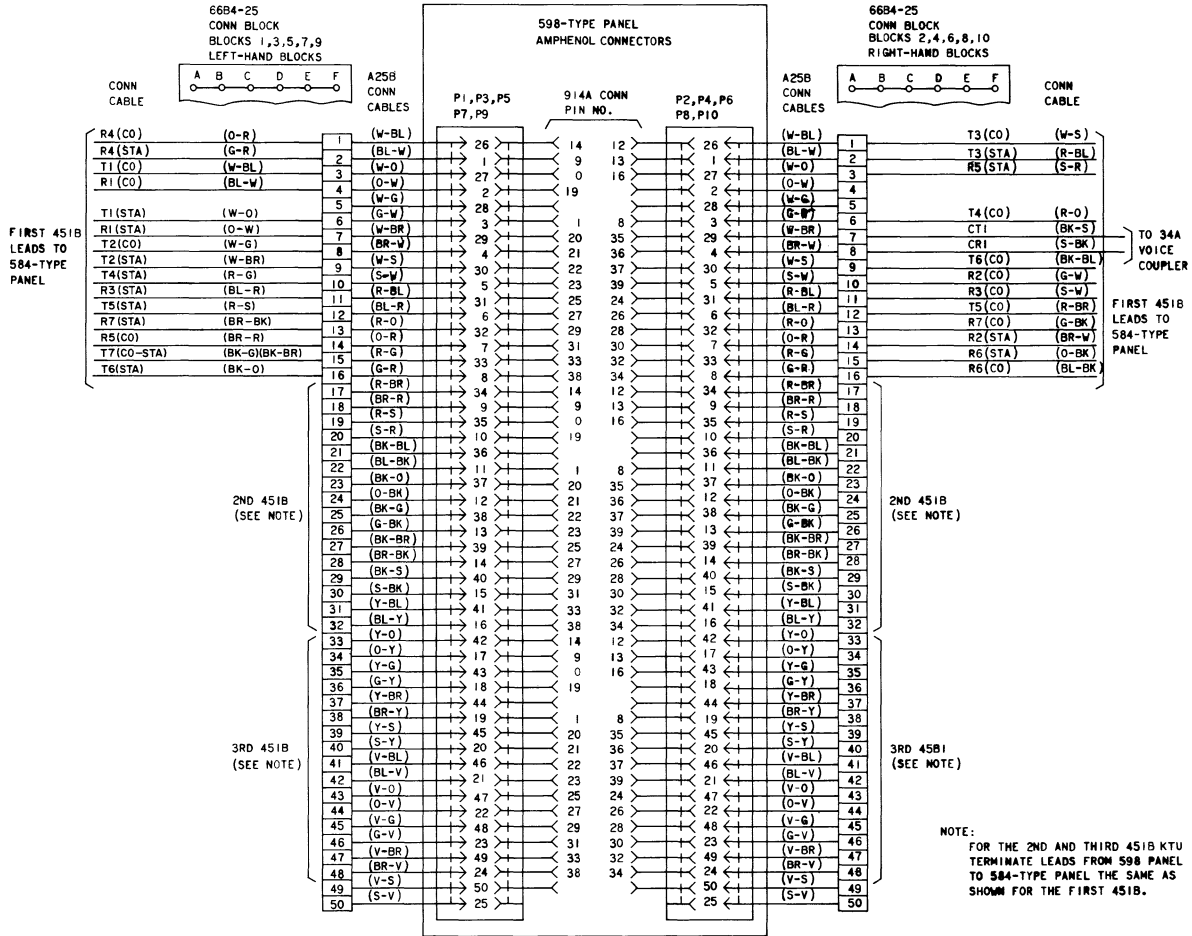 66B4-25
CONN BLOCK
BLOCKS 1,3,5,7,9
LEFT-HAND BLOCKS
A B C D E F
CONN
CABLE
A25B
CONN
CABLES
598-TYPE PANEL
AMPHENOL CONNECTORS
P1,P3,P5
P7,P9
914A CONN
PIN NO.
P2,P4,P6
P8,P10
A25B
CONN
CABLES
66B4-25
CONN BLOCK
BLOCKS 2,4,6,8,10
RIGHT-HAND BLOCKS
A B C D E F
CONN
CABLE
R4(CO) (O-R) 1 (W-BL) 26 14 12 26 (W-BL) 1 T3(CO) (W-S)
R4(STA) (G-R) 2 (BL-W) 1 9 13 1 (BL-W) 2 T3(STA) (R-BL)
T1(CO) (W-BL) 3 (W-O) 27 0 16 27 (W-O) 3 R5(STA) (S-R)
R1(CO) (BL-W) 4 (O-W) 2 19 2 (O-W) 4
5 (W-G) 28 28 (W-G) 5
T1(STA) (W-O) 6 (G-W) 3 1 8 3 (G-W) 6 T4(CO) (R-O)
R1(STA) (O-W) 7 (W-BR) 29 20 35 29 (W-BR) 7 CT1 (BK-S)
T2(CO) (W-G) 8 (BR-W) 4 21 36 4 (BR-W) 8 CR1 (S-BK)
T2(STA) (W-BR) 9 (W-S) 30 22 37 30 (W-S) 9 T6(CO) (BK-BL)
T4(STA) (R-G) 10 (S-W) 5 23 39 5 (S-W) 10 R2(CO) (G-W)
R3(STA) (BL-R) 11 (R-BL) 31 25 24 31 (R-BL) 11 R3(CO) (S-W)
T5(STA) (R-S) 12 (BL-R) 6 27 26 6 (BL-R) 12 T5(CO) (R-BR)
R7(STA) (BR-BK) 13 (R-O) 32 29 28 32 (R-O) 13 R7(CO) (G-BK)
R5(CO) (BR-R) 14 (O-R) 7 31 30 7 (O-R) 14 R2(STA) (BR-W)
T7(CO-STA) (BK-G)(BK-BR) 15 (R-G) 33 33 32 33 (R-G) 15 R6(STA) (O-BK)
T6(STA) (BK-O) 16 (G-R) 8 38 34 8 (G-R) 16 R6(CO) (BL-BK)
FIRST 451B
LEADS TO
584-TYPE
PANEL
TO 34A
VOICE
COUPLER
FIRST 451B
LEADS TO
584-TYPE
PANEL
17 (R-BR) 34 14 12 34 (R-BR) 17
18 (BR-R) 9 9 13 9 (BR-R) 18
19 (R-S) 35 0 16 35 (R-S) 19
20 (S-R) 10 19 10 (S-R) 20
21 (BK-BL) 36 36 (BK-BL) 21
22 (BL-BK) 11 1 8 11 (BL-BK) 22
23 (BK-O) 37 20 35 37 (BK-O) 23
24 (O-BK) 12 21 36 12 (O-BK) 24
25 (BK-G) 38 22 37 38 (BK-G) 25
26 (G-BK) 13 23 39 13 (G-BK) 26
27 (BK-BR) 39 25 24 39 (BK-BR) 27
28 (BR-BK) 14 27 26 14 (BR-BK) 28
29 (BK-S) 40 29 28 40 (BK-S) 29
30 (S-BK) 15 31 30 15 (S-BK) 30
31 (Y-BL) 41 33 32 41 (Y-BL) 31
32 (BL-Y) 16 38 34 16 (BL-Y) 32
2ND 451B
(SEE NOTE)
2ND 451B
(SEE NOTE)
33 (Y-O) 42 14 12 42 (Y-O) 33
34 (O-Y) 17 9 13 17 (O-Y) 34
35 (Y-G) 43 0 16 43 (Y-G) 35
36 (G-Y) 18 19 18 (G-Y) 36
37 (Y-BR) 44 44 (Y-BR) 37
38 (BR-Y) 19 1 8 19 (BR-Y) 38
39 (Y-S) 45 20 35 45 (Y-S) 39
40 (S-Y) 20 21 36 20 (S-Y) 40
41 (V-BL) 46 22 37 46 (V-BL) 41
42 (BL-V) 21 23 39 21 (BL-V) 42
43 (V-O) 47 25 24 47 (V-O) 43
44 (O-V) 22 27 26 22 (O-V) 44
45 (V-G) 48 29 28 48 (V-G) 45
46 (G-V) 23 31 30 23 (G-V) 46
47 (V-BR) 49 33 32 49 (V-BR) 47
48 (BR-V) 24 38 34 24 (BR-V) 48
49 (V-S) 50 50 (V-S) 49
50 (S-V) 25 25 (S-V) 50
3RD 451B
(SEE NOTE)
3RD 45B1
(SEE NOTE)
NOTE:
FOR THE 2ND AND THIRD 451B KTU
TERMINATE LEADS FROM 598 PANEL
TO 584-TYPE PANEL THE SAME AS
SHOWN FOR THE FIRST 451B.